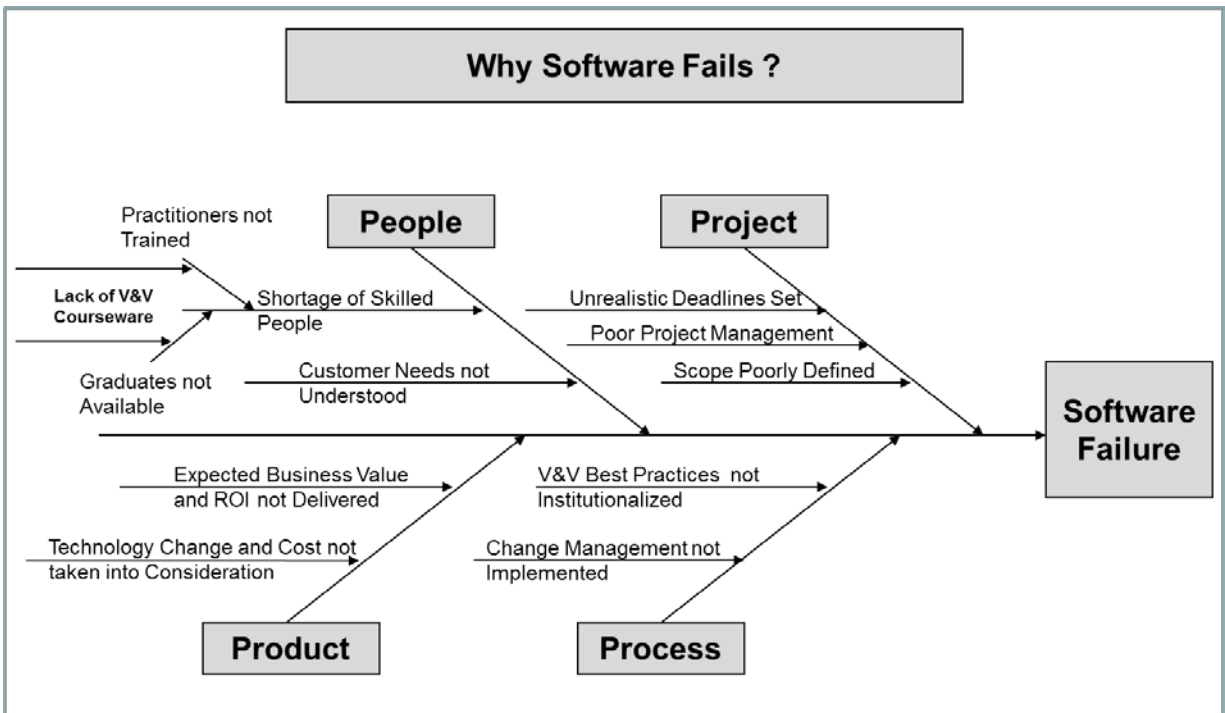 Why Software Fails ?
People
Project
Practitioners not
Trained
Lack of V&V
Courseware
Shortage of Skilled
People
Graduates not
Available
Customer Needs not
Understood
Unrealistic Deadlines Set
Poor Project Management
Scope Poorly Defined
Software
Failure
Expected Business Value
and ROI not Delivered
Technology Change and Cost not
taken into Consideration
V&V Best Practices not
Institutionalized
Change Management not
Implemented
Product
Process